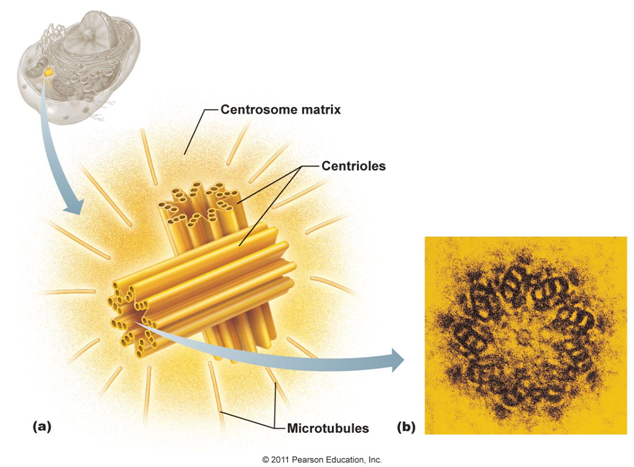 Centrosome matrix
Centrioles
(a)
Microtubules
(b)
© 2011 Pearson Education, Inc.